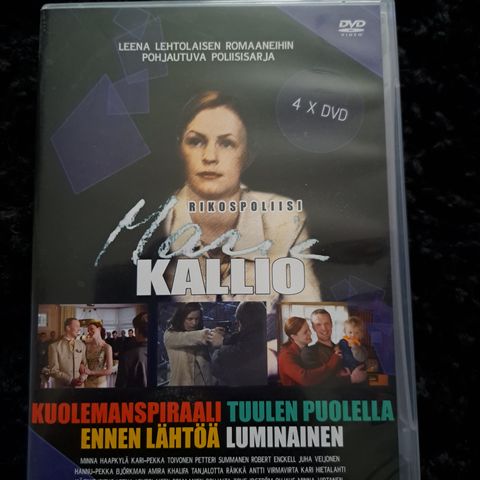 DVD
VIDEO
LEENA LEHTOLAISEN ROMAANEIHIN
POHJAUTUVA POLIISISARJA
4 X DVD
RIKOSPOLIISI
Maria
KALLIO
KUOLEMANSPIRAALI TUULEN PUOLELLA
ENNEN LÄHTÖÄ LUMINAINEN
MINNA HAAPKYLÄ KARI-PEKKA TOIVONEN PETTERI SUMMANEN ROBERT ENCKELL JUHA VEIJONEN
HANNU-PEKKA BJÖRKMAN AMIRA KHALIFA TANJALOTTA RÄIKKÄ ANTTI VIRMAVIRTA KARI HIETALAHTI